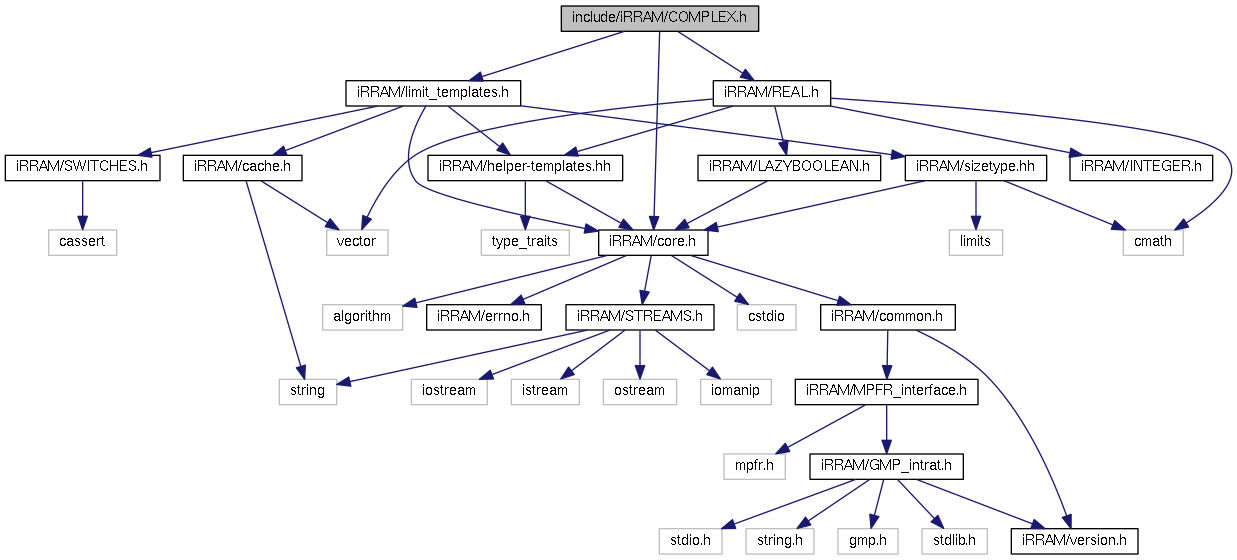 include/iRRAM/COMPLEX.h
iRRAM/limit_templates.h
iRRAM/REAL.h
iRRAM/SWITCHES.h
iRRAM/cache.h
iRRAM/helper-templates.hh
iRRAM/LAZYBOOLEAN.h
iRRAM/sizetype.hh
iRRAM/INTEGER.h
cassert
vector
type_traits
iRRAM/core.h
limits
cmath
algorithm
iRRAM/errno.h
iRRAM/STREAMS.h
cstdio
iRRAM/common.h
string
iostream
istream
ostream
iomanip
iRRAM/MPFR_interface.h
mpfr.h
iRRAM/GMP_intrat.h
stdio.h
string.h
gmp.h
stdlib.h
iRRAM/version.h